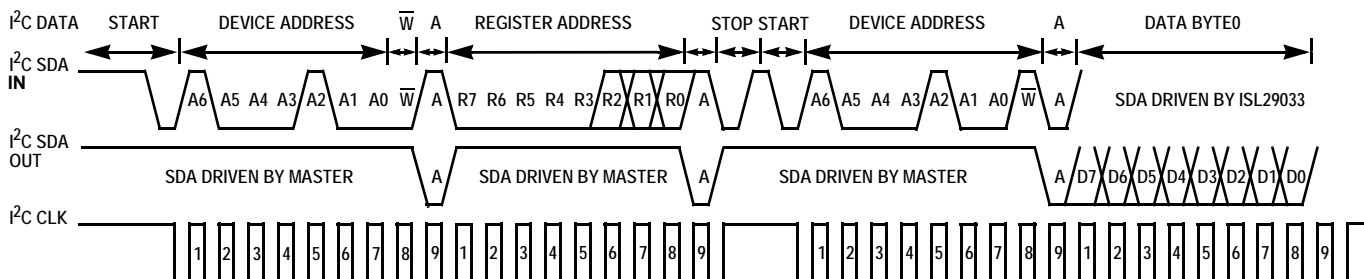 I²C DATA START DEVICE ADDRESS W̅ A REGISTER ADDRESS STOP START DEVICE ADDRESS A DATA BYTE0
I²C SDA
IN A6 A5 A4 A3 A2 A1 A0 W̅ A R7 R6 R5 R4 R3 R2 R1 R0 A A6 A5 A4 A3 A2 A1 A0 W̅ A SDA DRIVEN BY ISL29033
I²C SDA
OUT SDA DRIVEN BY MASTER A SDA DRIVEN BY MASTER A SDA DRIVEN BY MASTER A D7 D6 D5 D4 D3 D2 D1 D0
I²C CLK 1 2 3 4 5 6 7 8 9 1 2 3 4 5 6 7 8 9 1 2 3 4 5 6 7 8 9 1 2 3 4 5 6 7 8 9